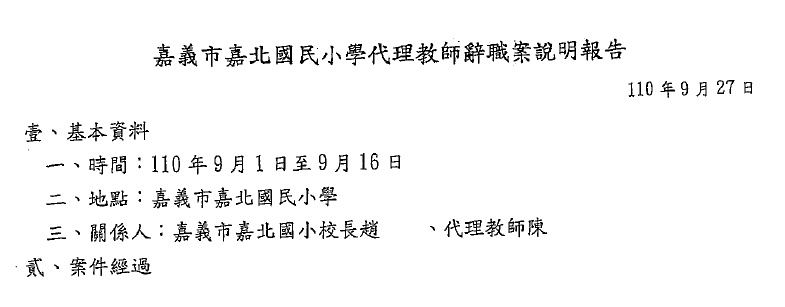 嘉義市嘉北國民小學代理教師辭職案說明報告
110年9月27日
壹、基本資料
一、時間：110年9月1日至9月16日
二、地點：嘉義市嘉北國民小學
三、關係人：嘉義市嘉北國小校長趙　　、代理教師陳
貳、案件經過